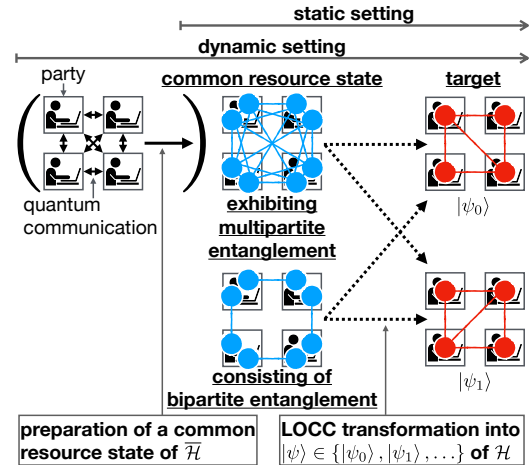 static setting
dynamic setting
party
common resource state
target
quantum
communication
exhibiting
multipartite
entanglement
|ψ₀⟩
consisting of
bipartite entanglement
|ψ₁⟩
preparation of a common
resource state of \overline{ℋ}
LOCC transformation into
|ψ⟩ ∈ {|ψ₀⟩, |ψ₁⟩, …} of ℋ